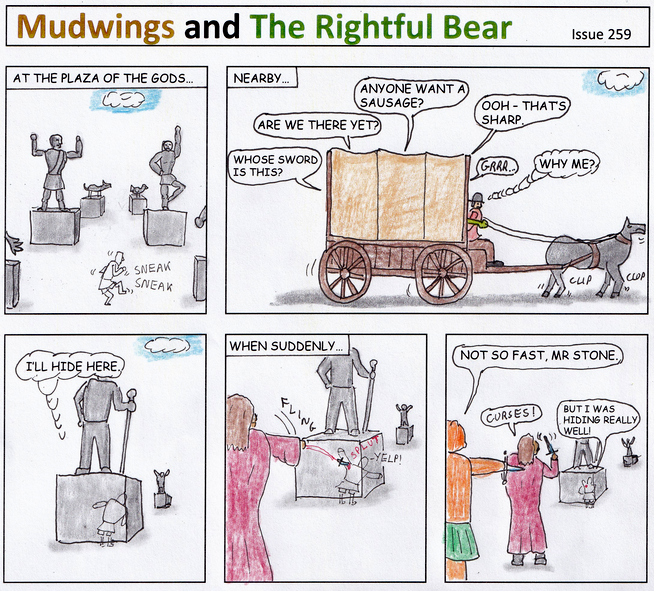 Mudwings and The Rightful Bear
Issue 259
AT THE PLAZA OF THE GODS...
SNEAK
SNEAK
NEARBY...
WHOSE SWORD
IS THIS?
ARE WE THERE YET?
ANYONE WANT A
SAUSAGE?
OOH - THAT'S
SHARP.
GRRR...
WHY ME?
CLIP
CLOP
I'LL HIDE HERE.
WHEN SUDDENLY...
FLING
SPLUT
YELP!
NOT SO FAST, MR STONE.
CURSES!
BUT I WAS
HIDING REALLY
WELL!